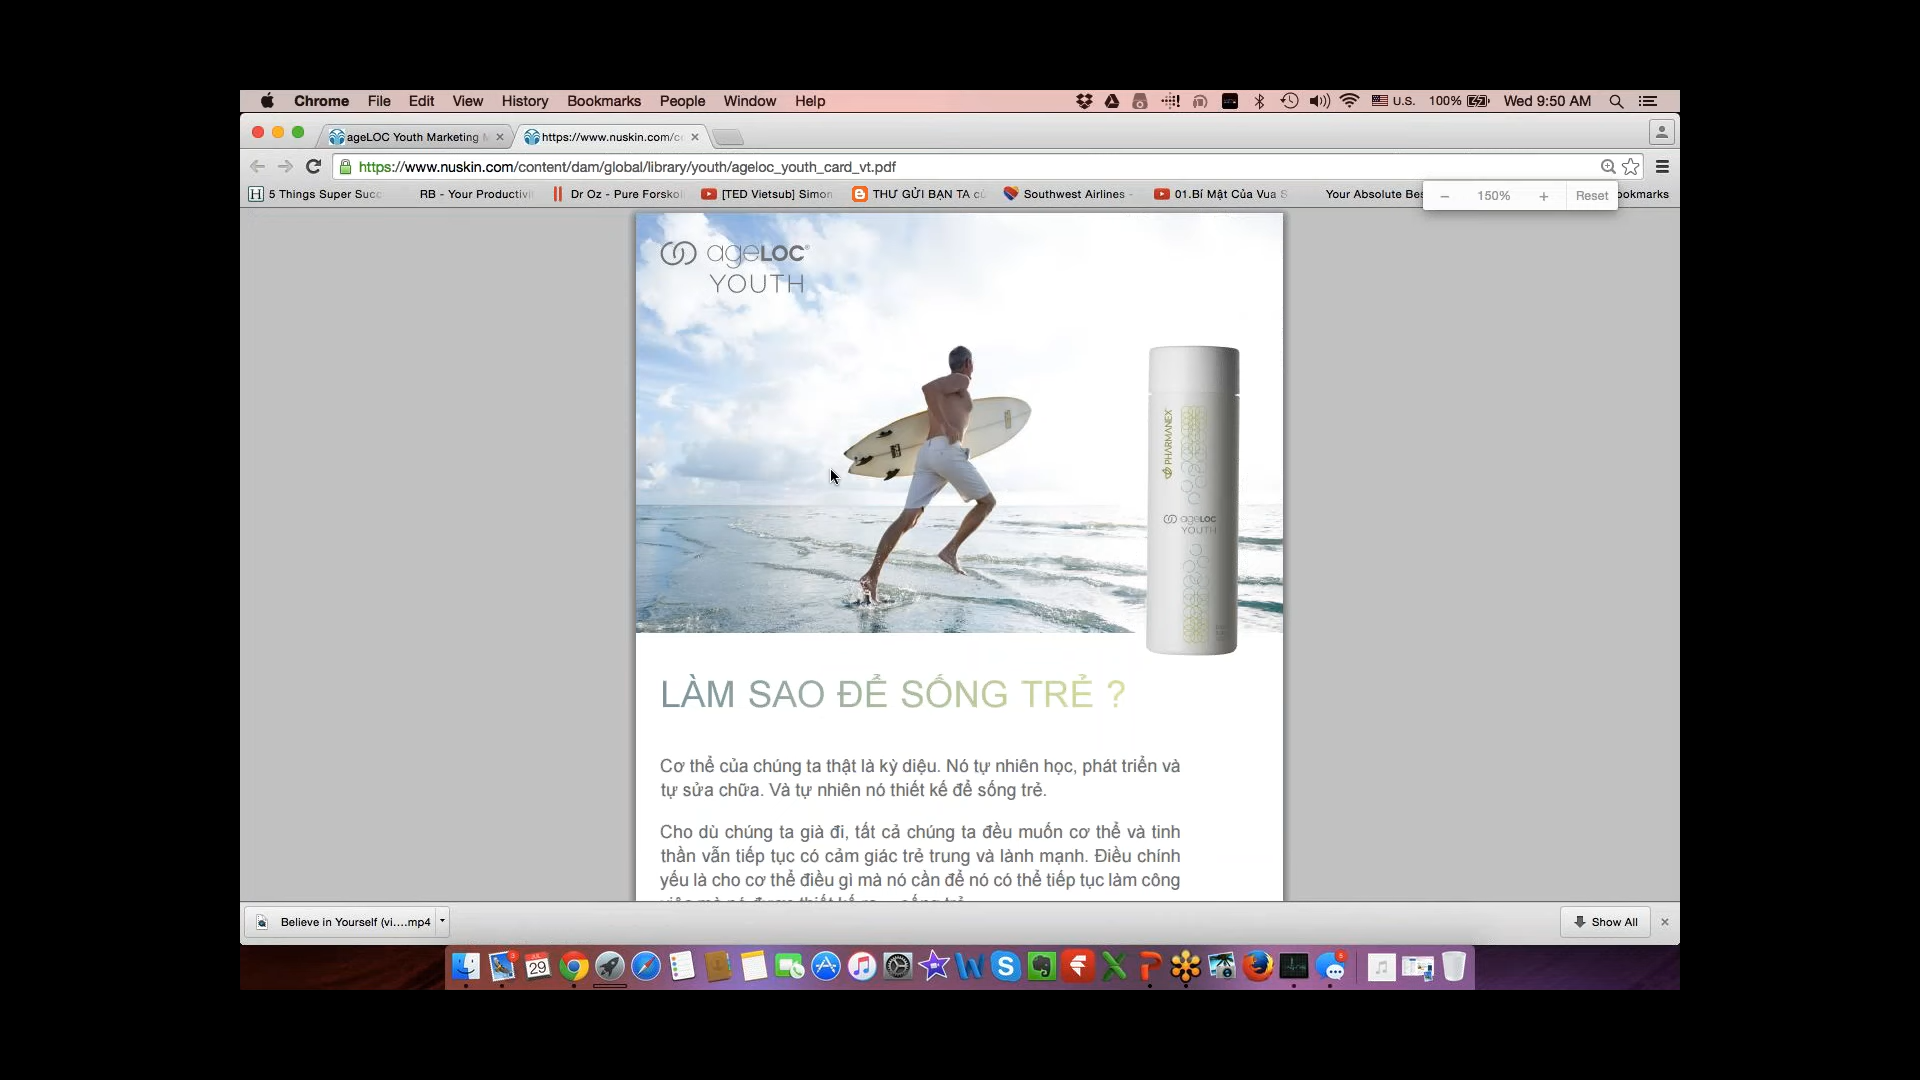 Chrome File Edit View History Bookmarks People Window Help
U.S. 100% Wed 9:50 AM
ageLOC Youth Marketing
https://www.nuskin.com/c
https://www.nuskin.com/content/dam/global/library/youth/ageloc_youth_card_vt.pdf
5 Things Super Succ
RB - Your Productivi
Dr Oz - Pure Forskol
[TED Vietsub] Simon
THƯ GỬI BẠN TA
Southwest Airlines -
01.Bí Mật Của Vua S
Your Absolute Bes
ookmarks
− 150% + Reset
ageLOC®
YOUTH
PHARMANEX
ageLOC
YOUTH
LÀM SAO ĐỂ SỐNG TRẺ ?
Cơ thể của chúng ta thật là kỳ diệu. Nó tự nhiên học, phát triển và
tự sửa chữa. Và tự nhiên nó thiết kế để sống trẻ.
Cho dù chúng ta già đi, tất cả chúng ta đều muốn cơ thể và tinh
thần vẫn tiếp tục có cảm giác trẻ trung và lành mạnh. Điều chính
yếu là cho cơ thể điều gì mà nó cần để nó có thể tiếp tục làm công
Believe in Yourself (vi....mp4
Show All
3
JUL
29
5